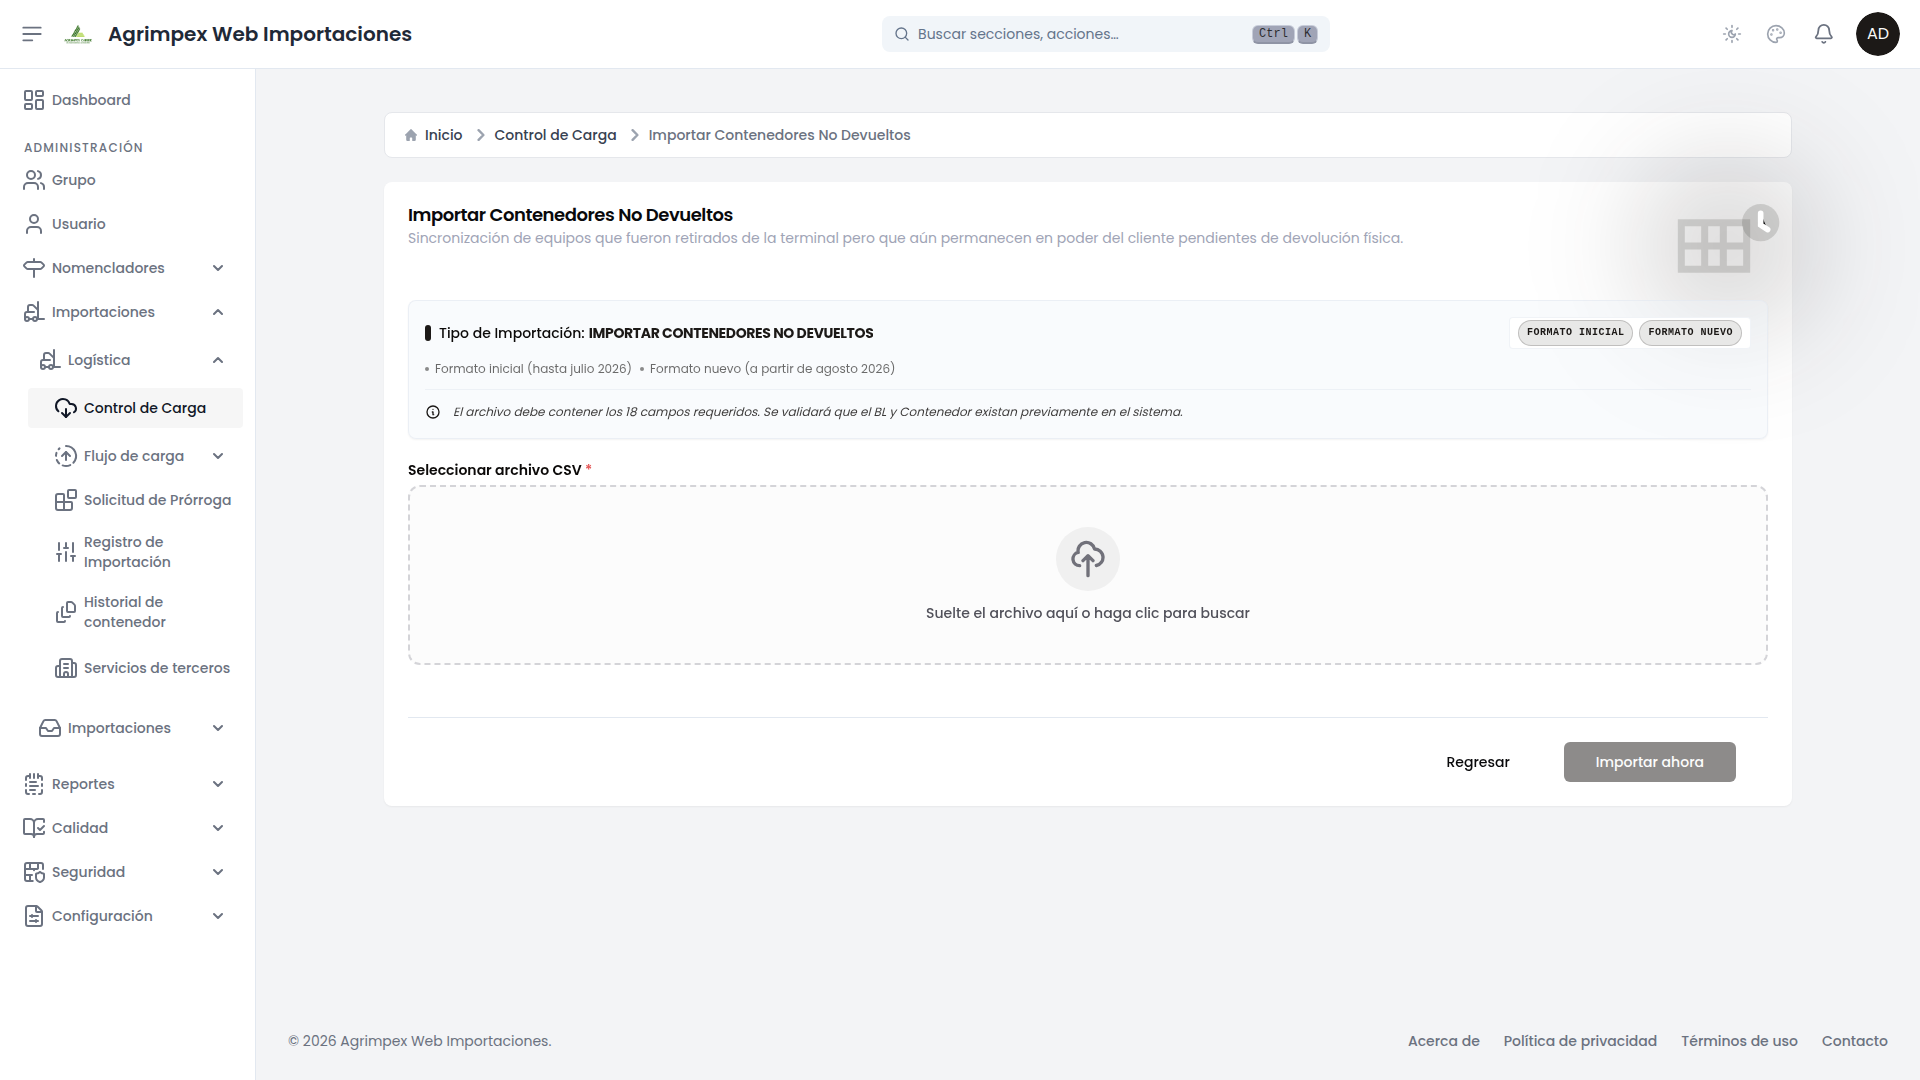 Agrimpex Web Importaciones
Buscar secciones, acciones...
Ctrl K
AD
Dashboard
ADMINISTRACIÓN
Grupo
Usuario
Nomencladores
Importaciones
Logística
Control de Carga
Flujo de carga
Solicitud de Prórroga
Registro de
Importación
Historial de
contenedor
Servicios de terceros
Importaciones
Reportes
Calidad
Seguridad
Configuración
Inicio
Control de Carga
Importar Contenedores No Devueltos
Importar Contenedores No Devueltos
Sincronización de equipos que fueron retirados de la terminal pero que aún permanecen en poder del cliente pendientes de devolución física.
Tipo de Importación: IMPORTAR CONTENEDORES NO DEVUELTOS
FORMATO INICIAL
FORMATO NUEVO
• Formato inicial (hasta julio 2026) • Formato nuevo (a partir de agosto 2026)
El archivo debe contener los 18 campos requeridos. Se validará que el BL y Contenedor existan previamente en el sistema.
Seleccionar archivo CSV *
Suelte el archivo aquí o haga clic para buscar
Regresar
Importar ahora
© 2026 Agrimpex Web Importaciones.
Acerca de
Política de privacidad
Términos de uso
Contacto